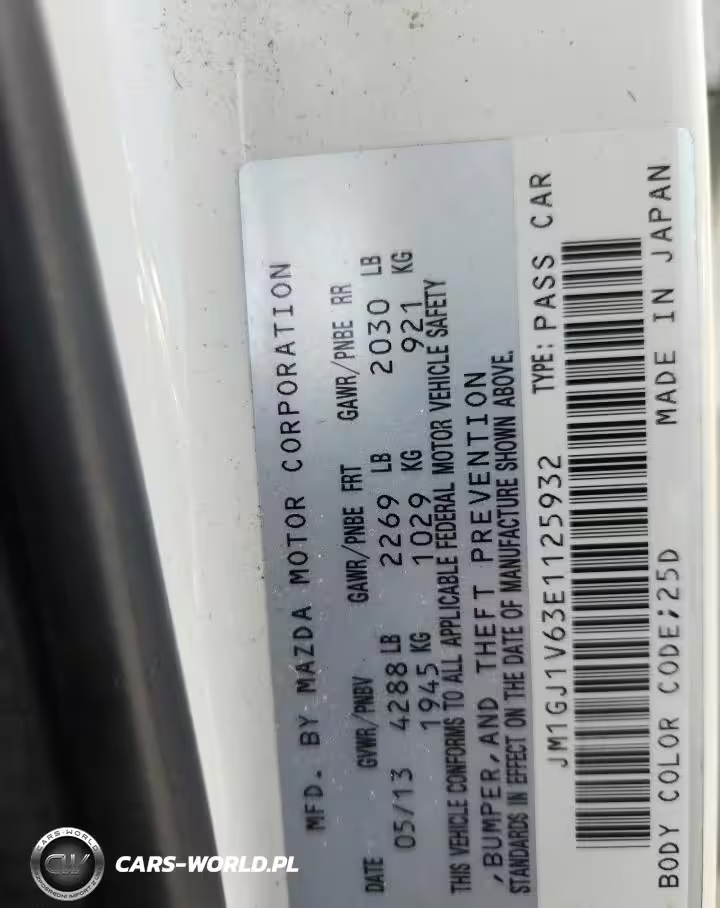 MFD. BY MAZDA MOTOR CORPORATION
DATE GVWR/PNBV GAWR/PNBE FRT GAWR/PNBE RR
05/13 4288 LB 2269 LB 2030 LB
1945 KG 1029 KG 921 KG
THIS VEHICLE CONFORMS TO ALL APPLICABLE FEDERAL MOTOR VEHICLE SAFETY
,BUMPER,AND THEFT PREVENTION
STANDARDS IN EFFECT ON THE DATE OF MANUFACTURE SHOWN ABOVE.
JM1GJ1V63E1125932 TYPE: PASS CAR
BODY COLOR CODE;25D MADE IN JAPAN
CARS-WORLD
CW
CARS-WORLD.PL